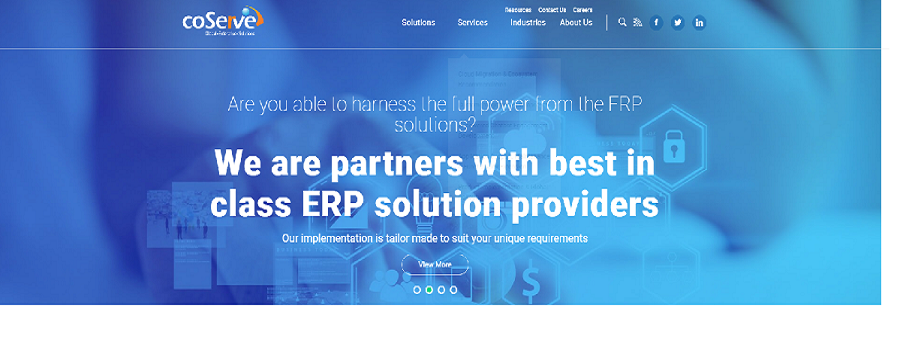 coServe
Resources Contact Us Careers
Solutions Services Industries About Us
Are you able to harness the full power from the ERP
solutions?
We are partners with best in
class ERP solution providers
Our implementation is tailor made to suit your unique requirements
View More